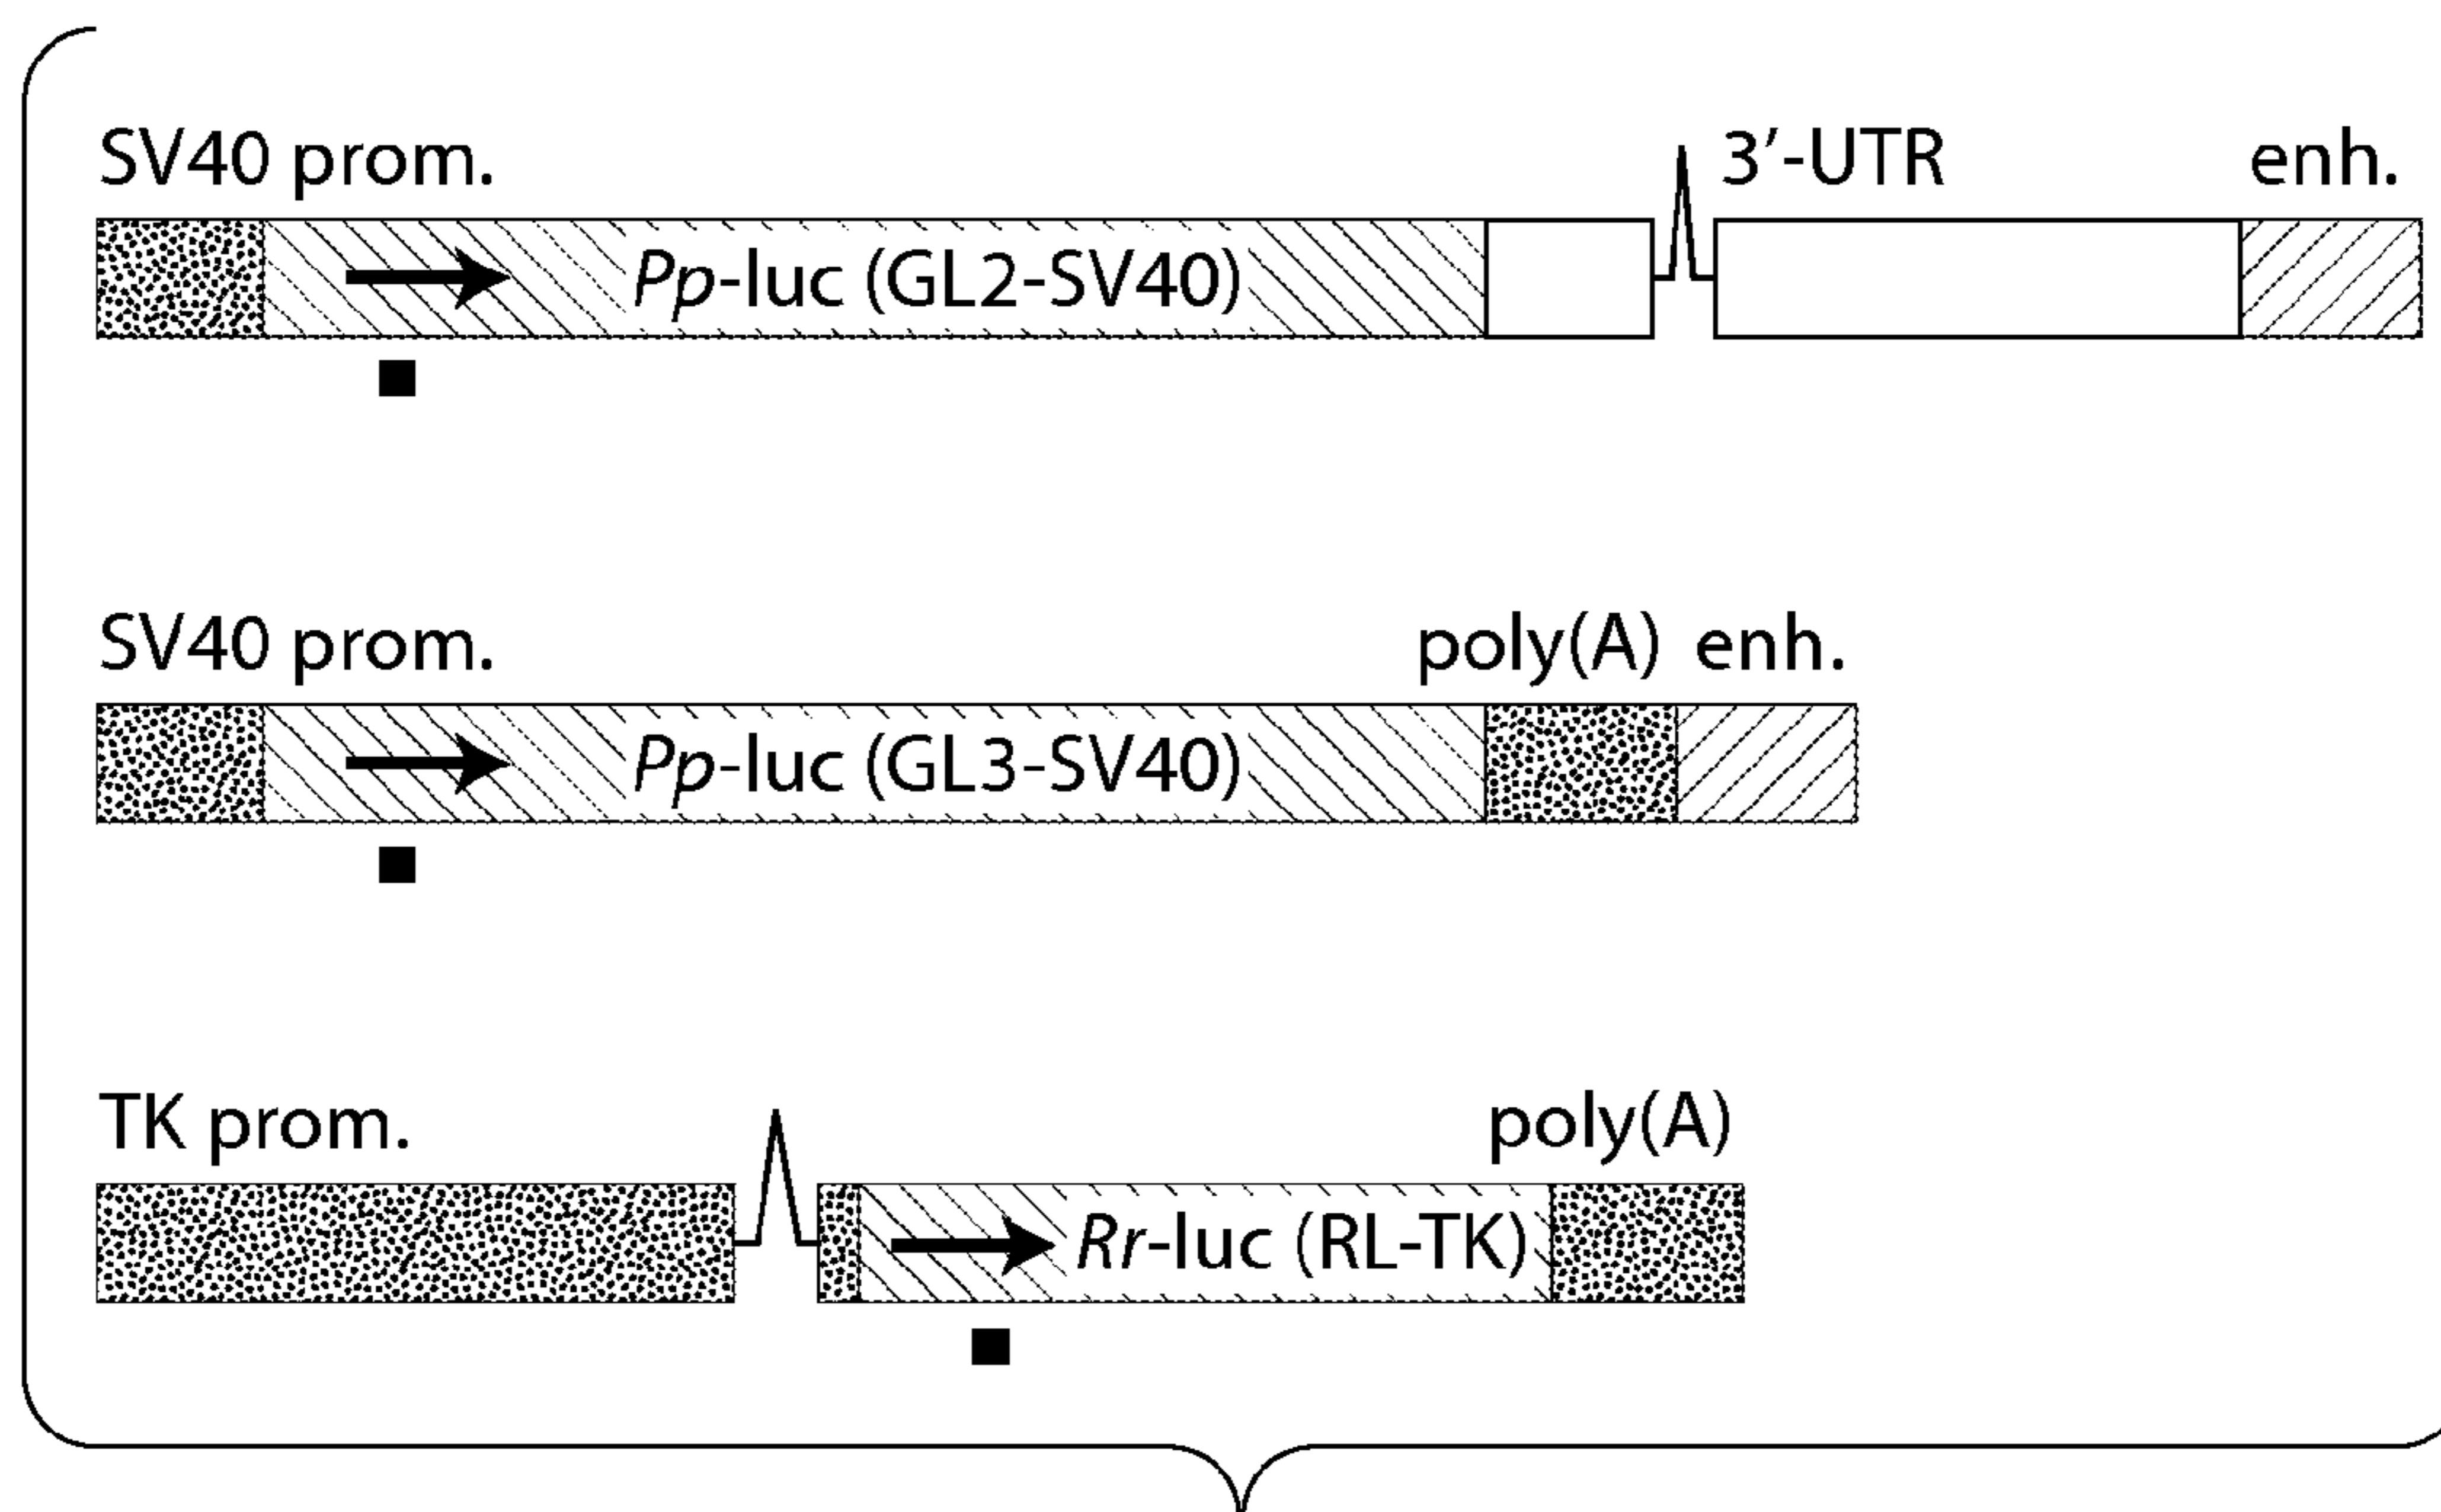 SV40 prom. 3’-UTR enh.
Pp-luc (GL2-SV40)
SV40 prom. poly(A) enh.
Pp-luc (GL3-SV40)
TK prom. poly(A)
Rr-luc (RL-TK)